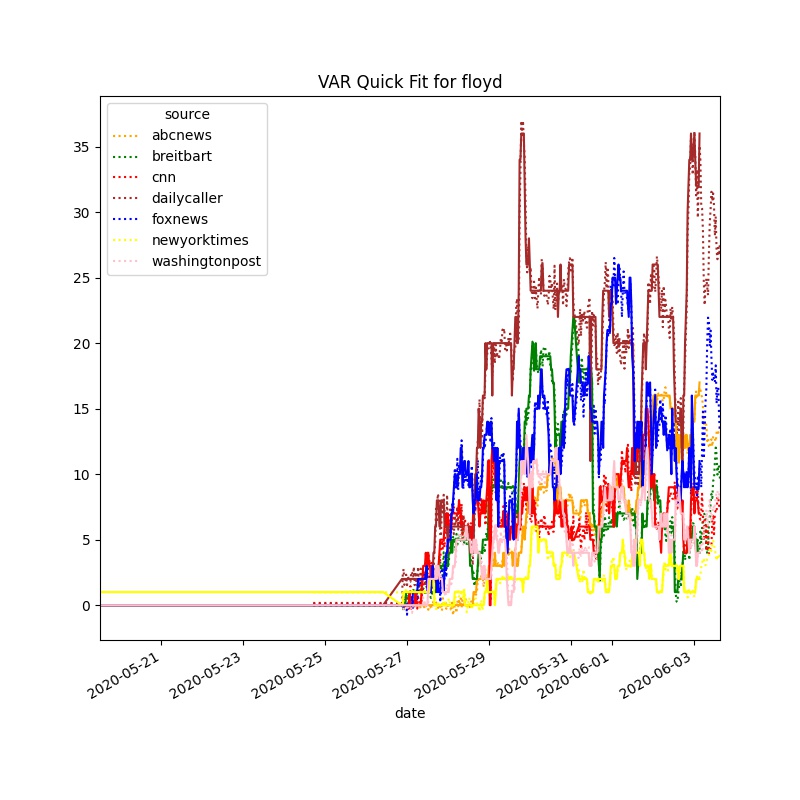 VAR Quick Fit for floyd
source
abcnews
breitbart
cnn
dailycaller
foxnews
newyorktimes
washingtonpost
35
30
25
20
15
10
5
0
2020-05-21
2020-05-23
2020-05-25
2020-05-27
2020-05-29
2020-05-31
2020-06-01
2020-06-03
date